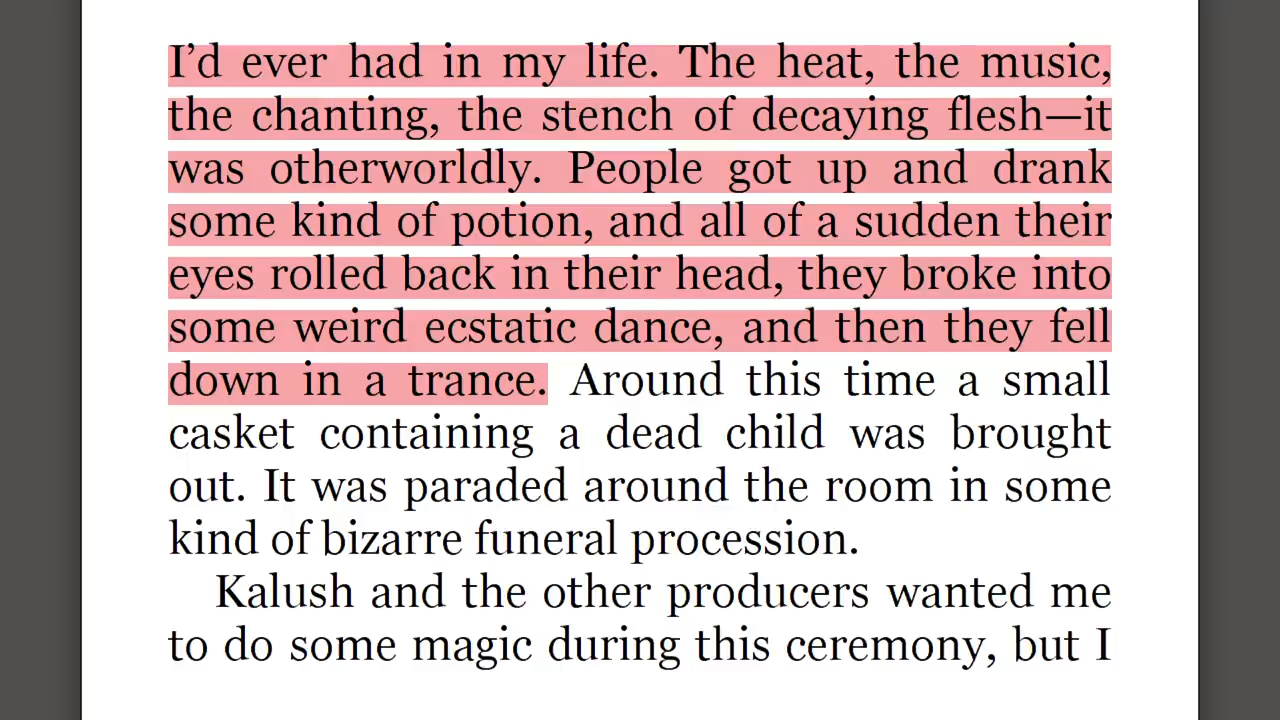 I’d ever had in my life. The heat, the music,
the chanting, the stench of decaying flesh—it
was otherworldly. People got up and drank
some kind of potion, and all of a sudden their
eyes rolled back in their head, they broke into
some weird ecstatic dance, and then they fell
down in a trance. Around this time a small
casket containing a dead child was brought
out. It was paraded around the room in some
kind of bizarre funeral procession.
Kalush and the other producers wanted me
to do some magic during this ceremony, but I